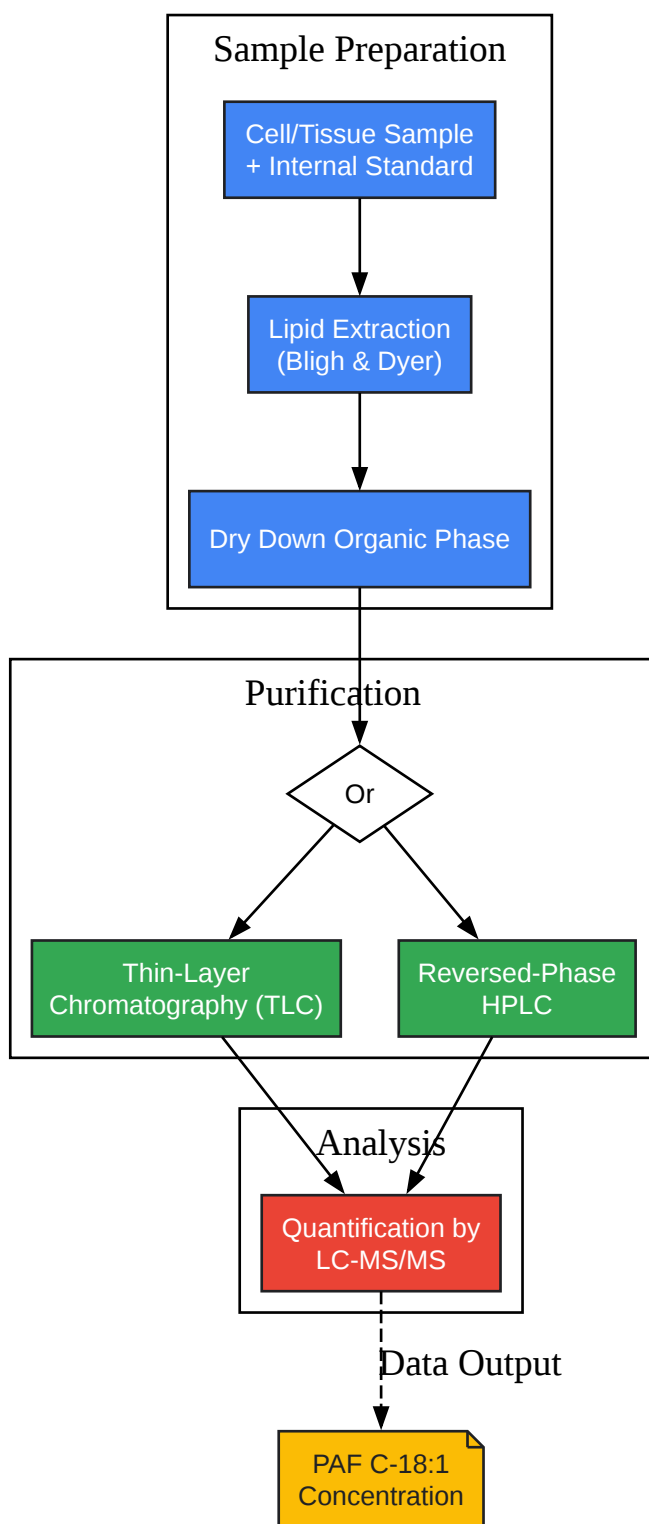 Sample Preparation
Cell/Tissue Sample
+ Internal Standard
Lipid Extraction
(Bligh & Dyer)
Dry Down Organic Phase
Purification
Or
Thin-Layer
Chromatography (TLC)
Reversed-Phase
HPLC
Analysis
Quantification by
LC-MS/MS
Data Output
PAF C-18:1
Concentration